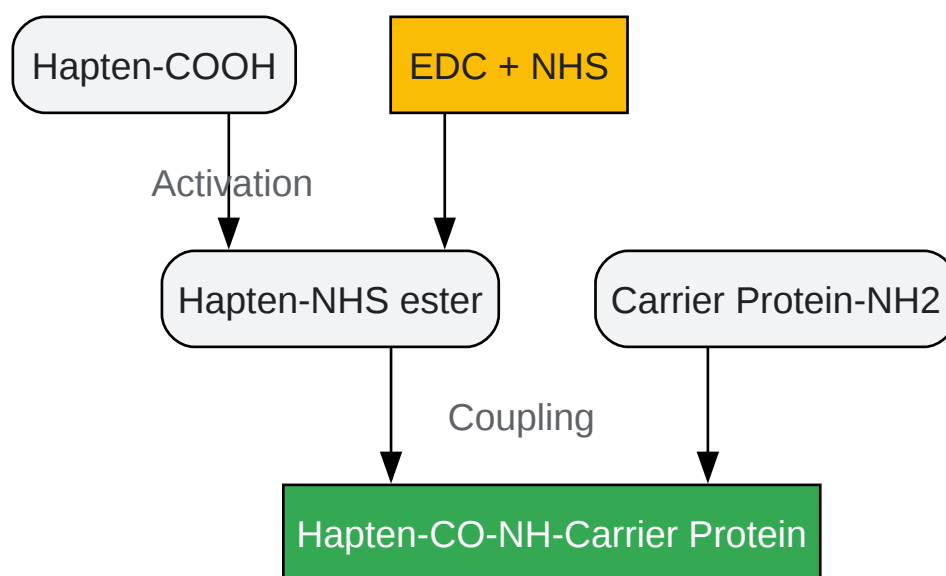 Hapten-COOH
EDC + NHS
Activation
Hapten-NHS ester
Carrier Protein-NH2
Coupling
Hapten-CO-NH-Carrier Protein